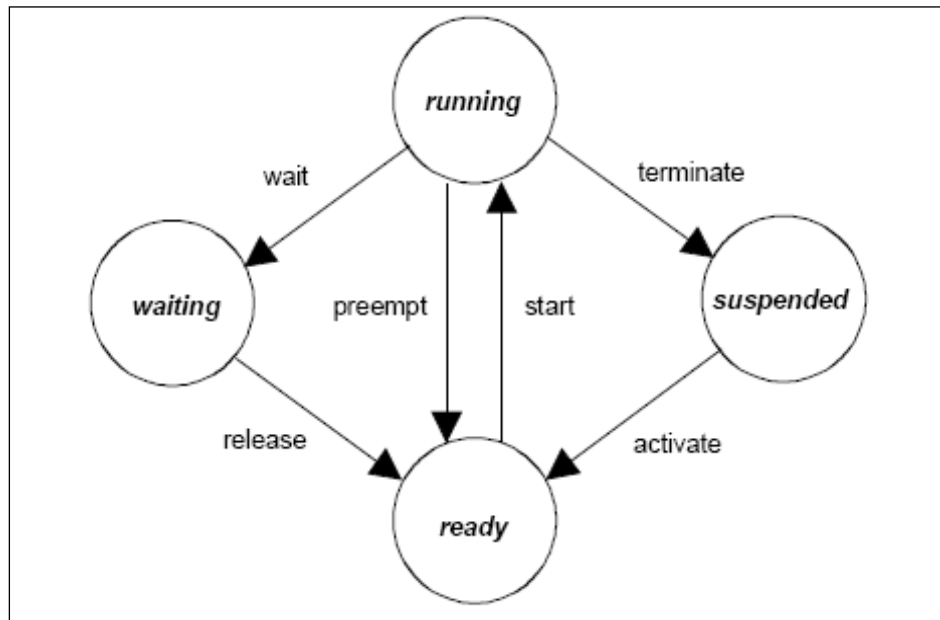 running
wait
terminate
waiting
preempt
start
suspended
release
activate
ready